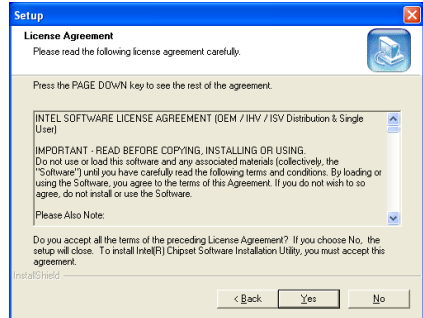 Setup
License Agreement
Please read the following license agreement carefully.
Press the PAGE DOWN key to see the rest of the agreement.
INTEL SOFTWARE LICENSE AGREEMENT (OEM / IHV / ISV Distribution & Single
User)
IMPORTANT - READ BEFORE COPYING, INSTALLING OR USING.
Do not use or load this software and any associated materials (collectively, the
"Software") until you have carefully read the following terms and conditions. By loading or
using the Software, you agree to the terms of this Agreement. If you do not wish to so
agree, do not install or use the Software.
Please Also Note:
Do you accept all the terms of the preceding License Agreement? If you choose No, the
setup will close. To install Intel(R) Chipset Software Installation Utility, you must accept this
agreement.
InstallShield
< Back
Yes
No